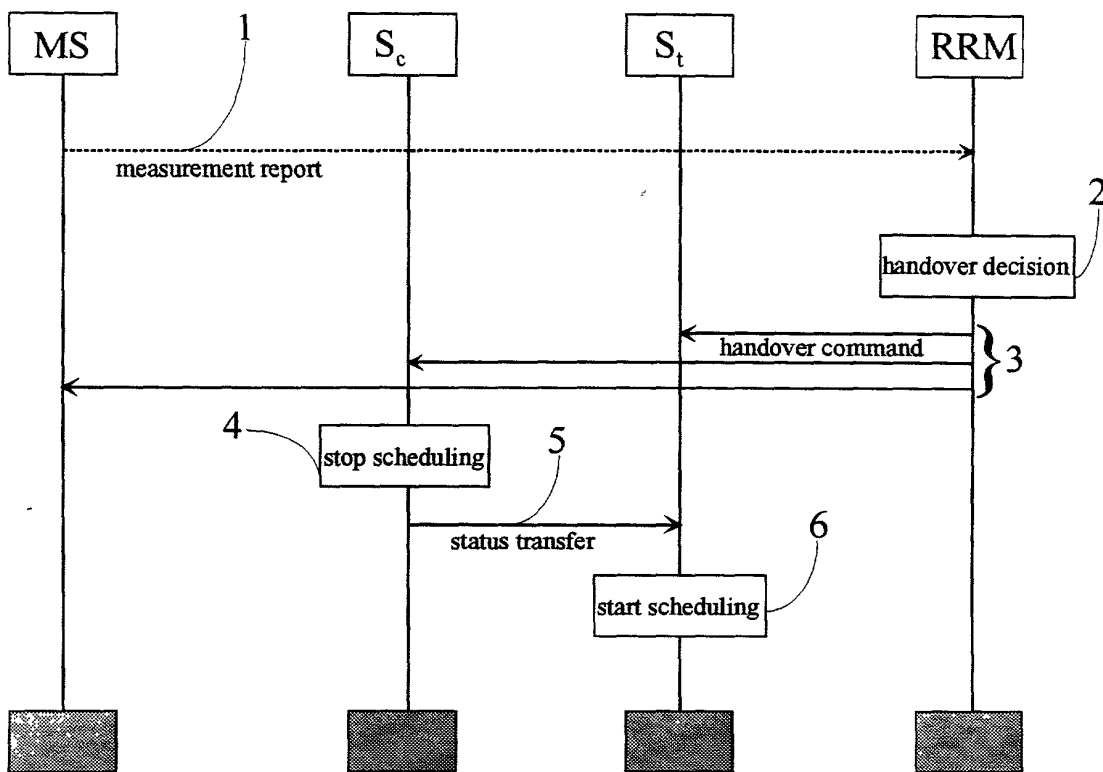 1
MS
S_c
S_t
RRM
measurement report
2
handover decision
handover command
} 3
4
stop scheduling
5
status transfer
6
start scheduling